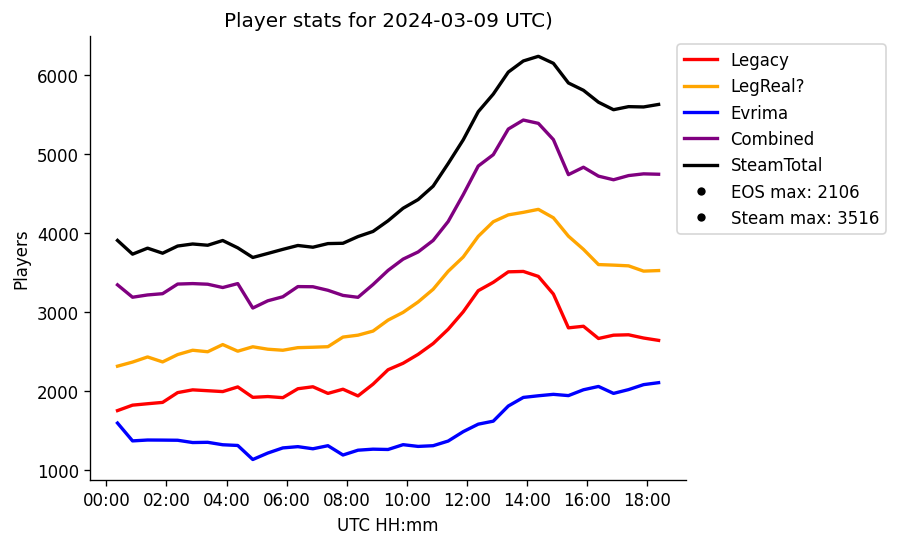 Player stats for 2024-03-09 UTC)
Players
6000
5000
4000
3000
2000
1000
00:00 02:00 04:00 06:00 08:00 10:00 12:00 14:00 16:00 18:00
UTC HH:mm
Legacy
LegReal?
Evrima
Combined
SteamTotal
EOS max: 2106
Steam max: 3516